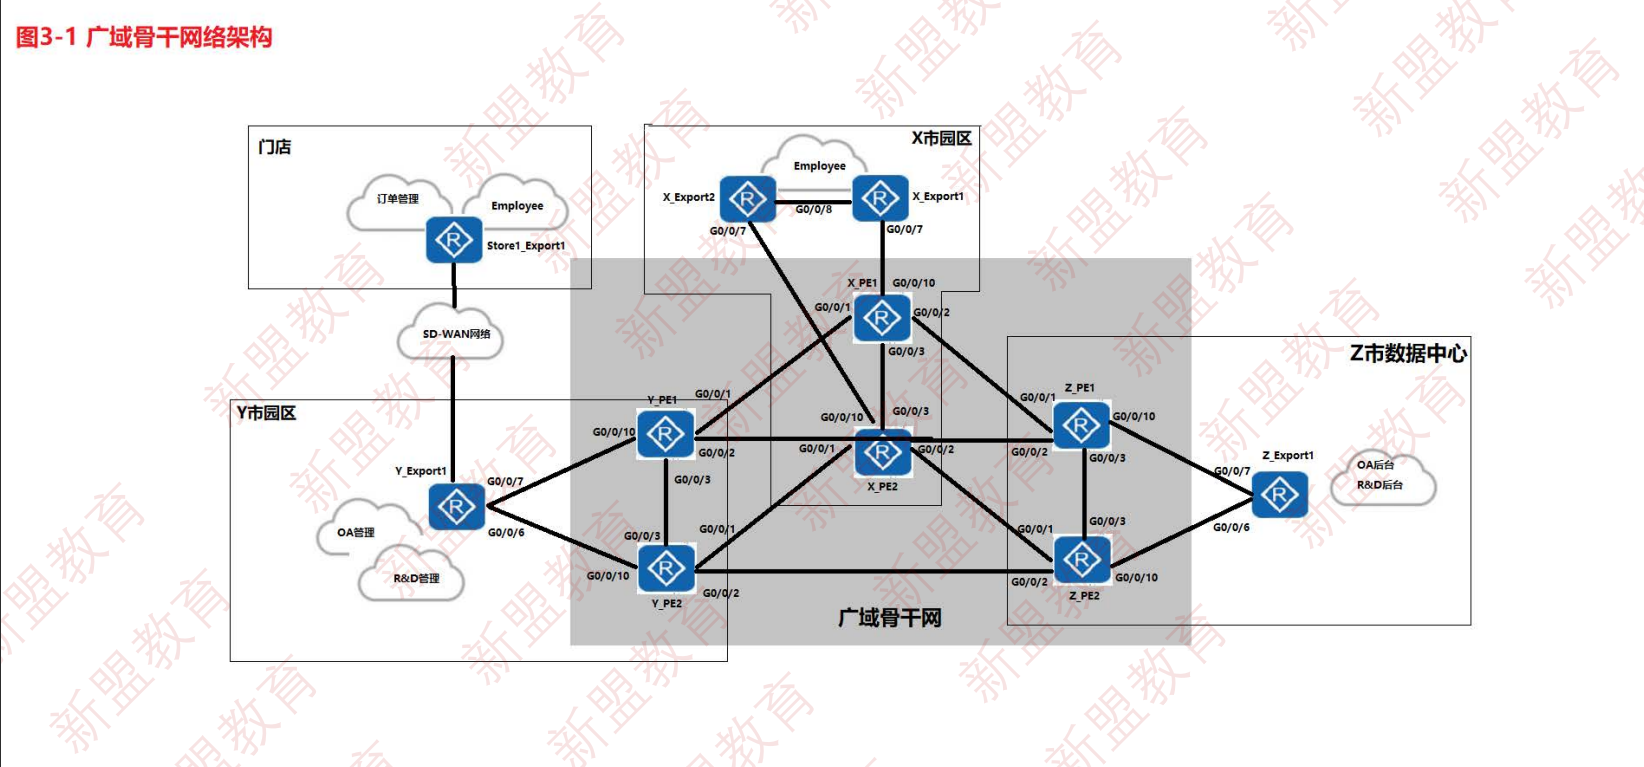 图3-1 广域骨干网络架构
门店
订单管理
Employee
Store1_Export1
SD-WAN网络
X市园区
Employee
X_Export2
X_Export1
G0/0/8
G0/0/7
G0/0/7
X_PE1
G0/0/10
G0/0/1
G0/0/2
G0/0/3
Z市数据中心
Y市园区
Y_PE1
G0/0/1
G0/0/10
G0/0/2
G0/0/3
G0/0/10
G0/0/3
G0/0/1
G0/0/2
X_PE2
Z_PE1
G0/0/1
G0/0/10
G0/0/2
G0/0/3
Y_Export1
G0/0/7
G0/0/6
OA管理
R&D管理
G0/0/3
G0/0/1
G0/0/10
G0/0/2
Y_PE2
G0/0/3
G0/0/1
G0/0/2
G0/0/10
Z_PE2
Z_Export1
G0/0/7
G0/0/6
OA后台
R&D后台
广域骨干网
新盟教育